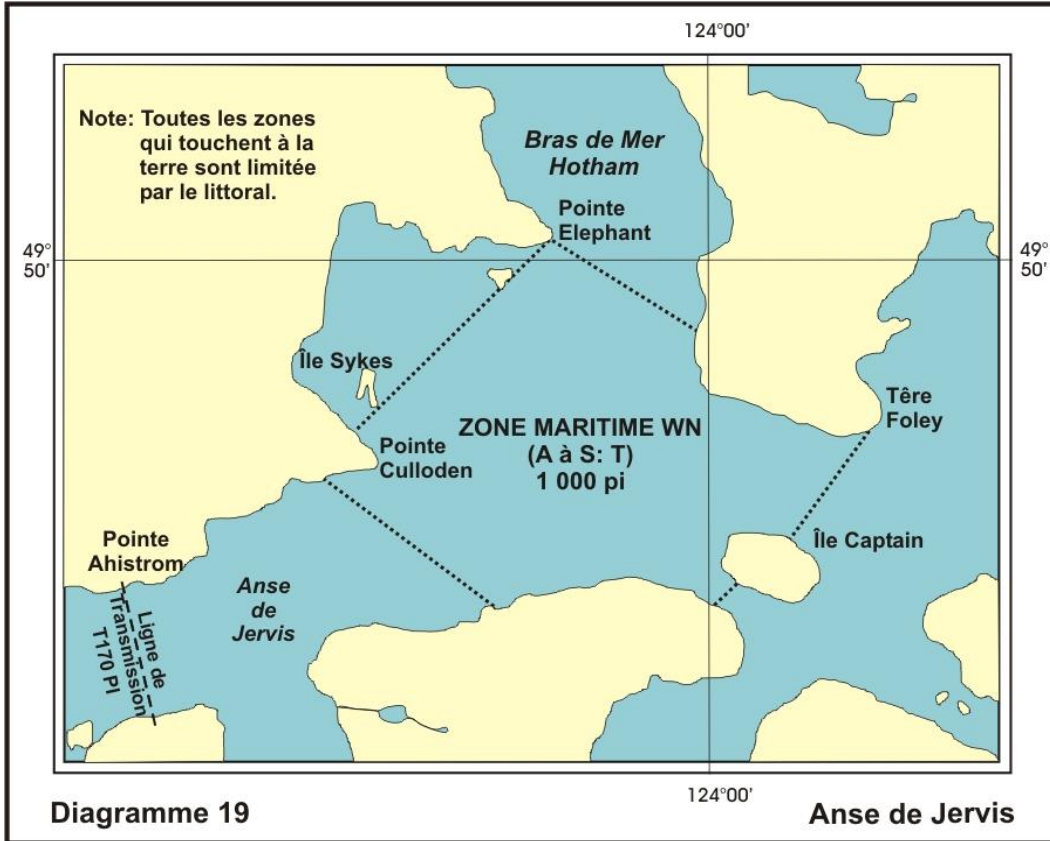 124°00'
Note: Toutes les zones
qui touchent à la
terre sont limitée
par le littoral.
Bras de Mer
Hotham
Pointe
Elephant
49°
50'
49°
50'
Île Sykes
Têre
Foley
ZONE MARITIME WN
(A à S: T)
1 000 pi
Pointe
Culloden
Pointe
Ahistrom
Île Captain
Anse
de
Jervis
Ligne de
Transmission
T170 PI
124°00'
Diagramme 19
Anse de Jervis